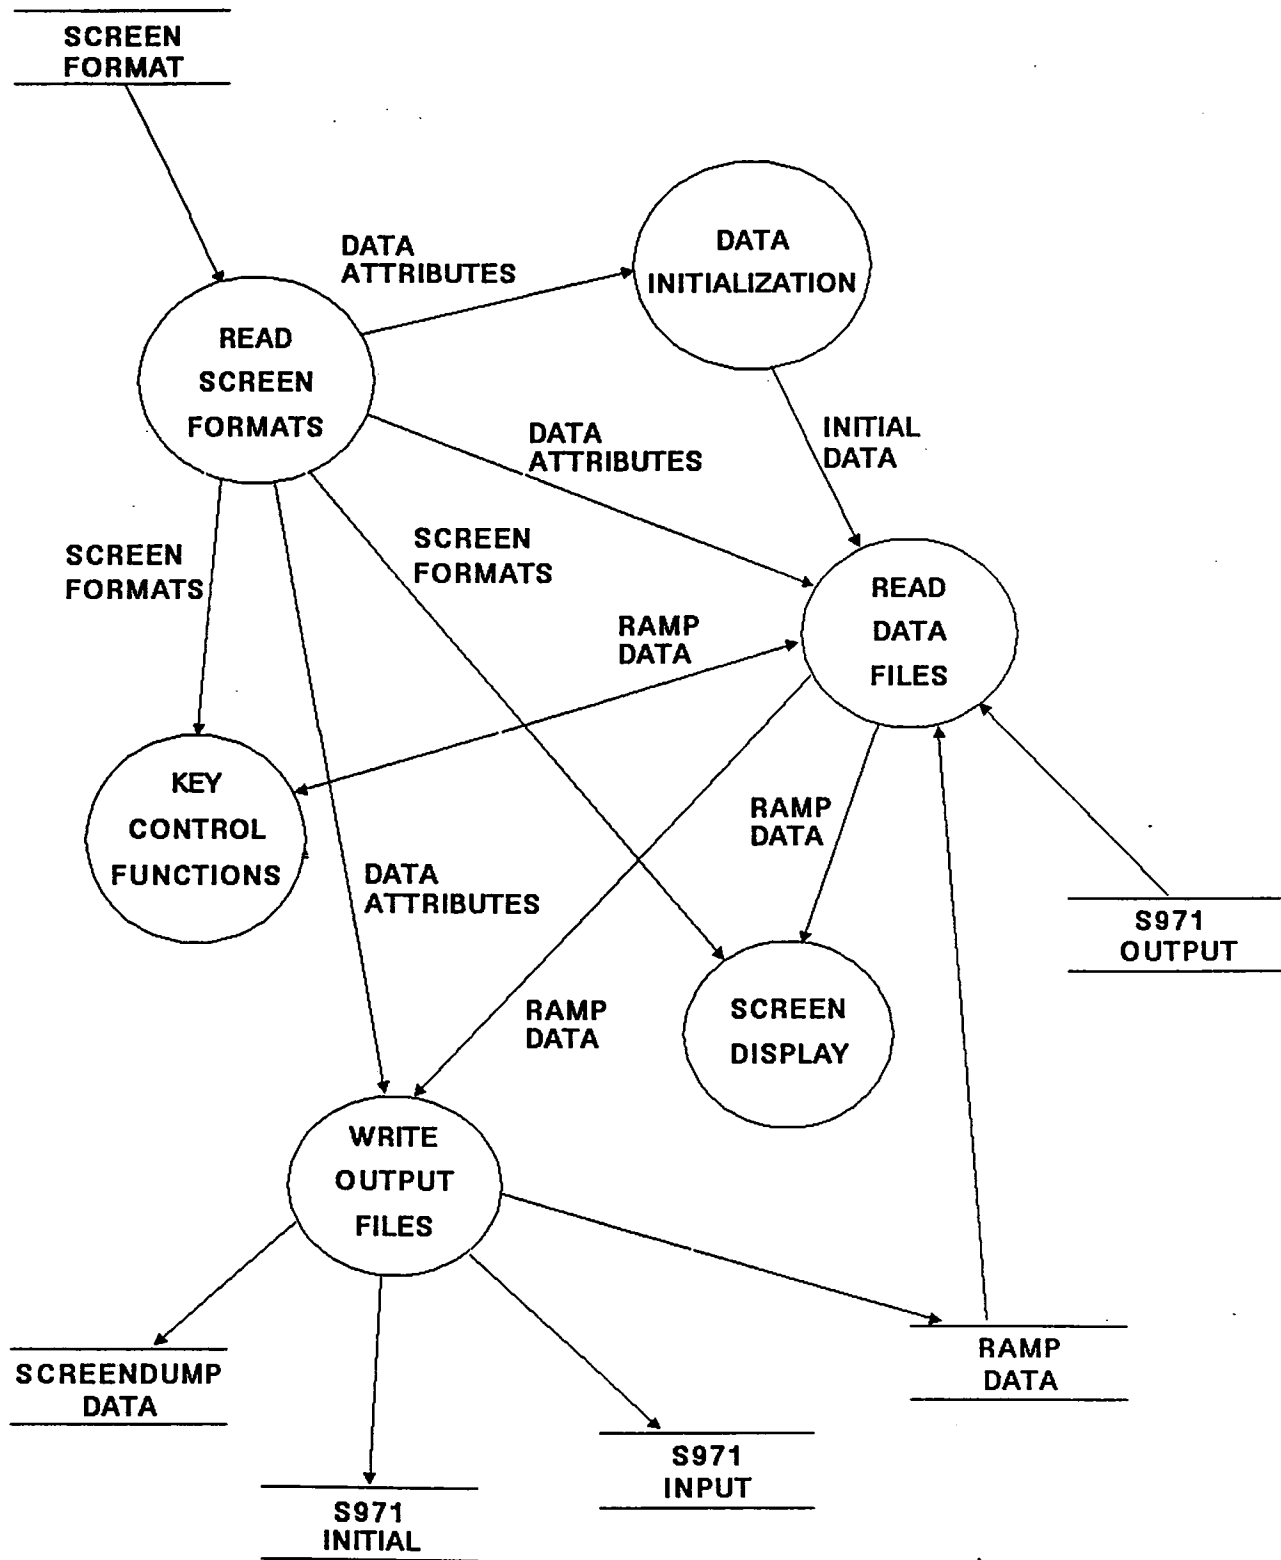 SCREEN
FORMAT
DATA
ATTRIBUTES
DATA
INITIALIZATION
READ
SCREEN
FORMATS
DATA
ATTRIBUTES
INITIAL
DATA
SCREEN
FORMATS
SCREEN
FORMATS
READ
DATA
FILES
RAMP
DATA
KEY
CONTROL
FUNCTIONS
RAMP
DATA
DATA
ATTRIBUTES
S971
OUTPUT
RAMP
DATA
SCREEN
DISPLAY
WRITE
OUTPUT
FILES
SCREENDUMP
DATA
RAMP
DATA
S971
INPUT
S971
INITIAL